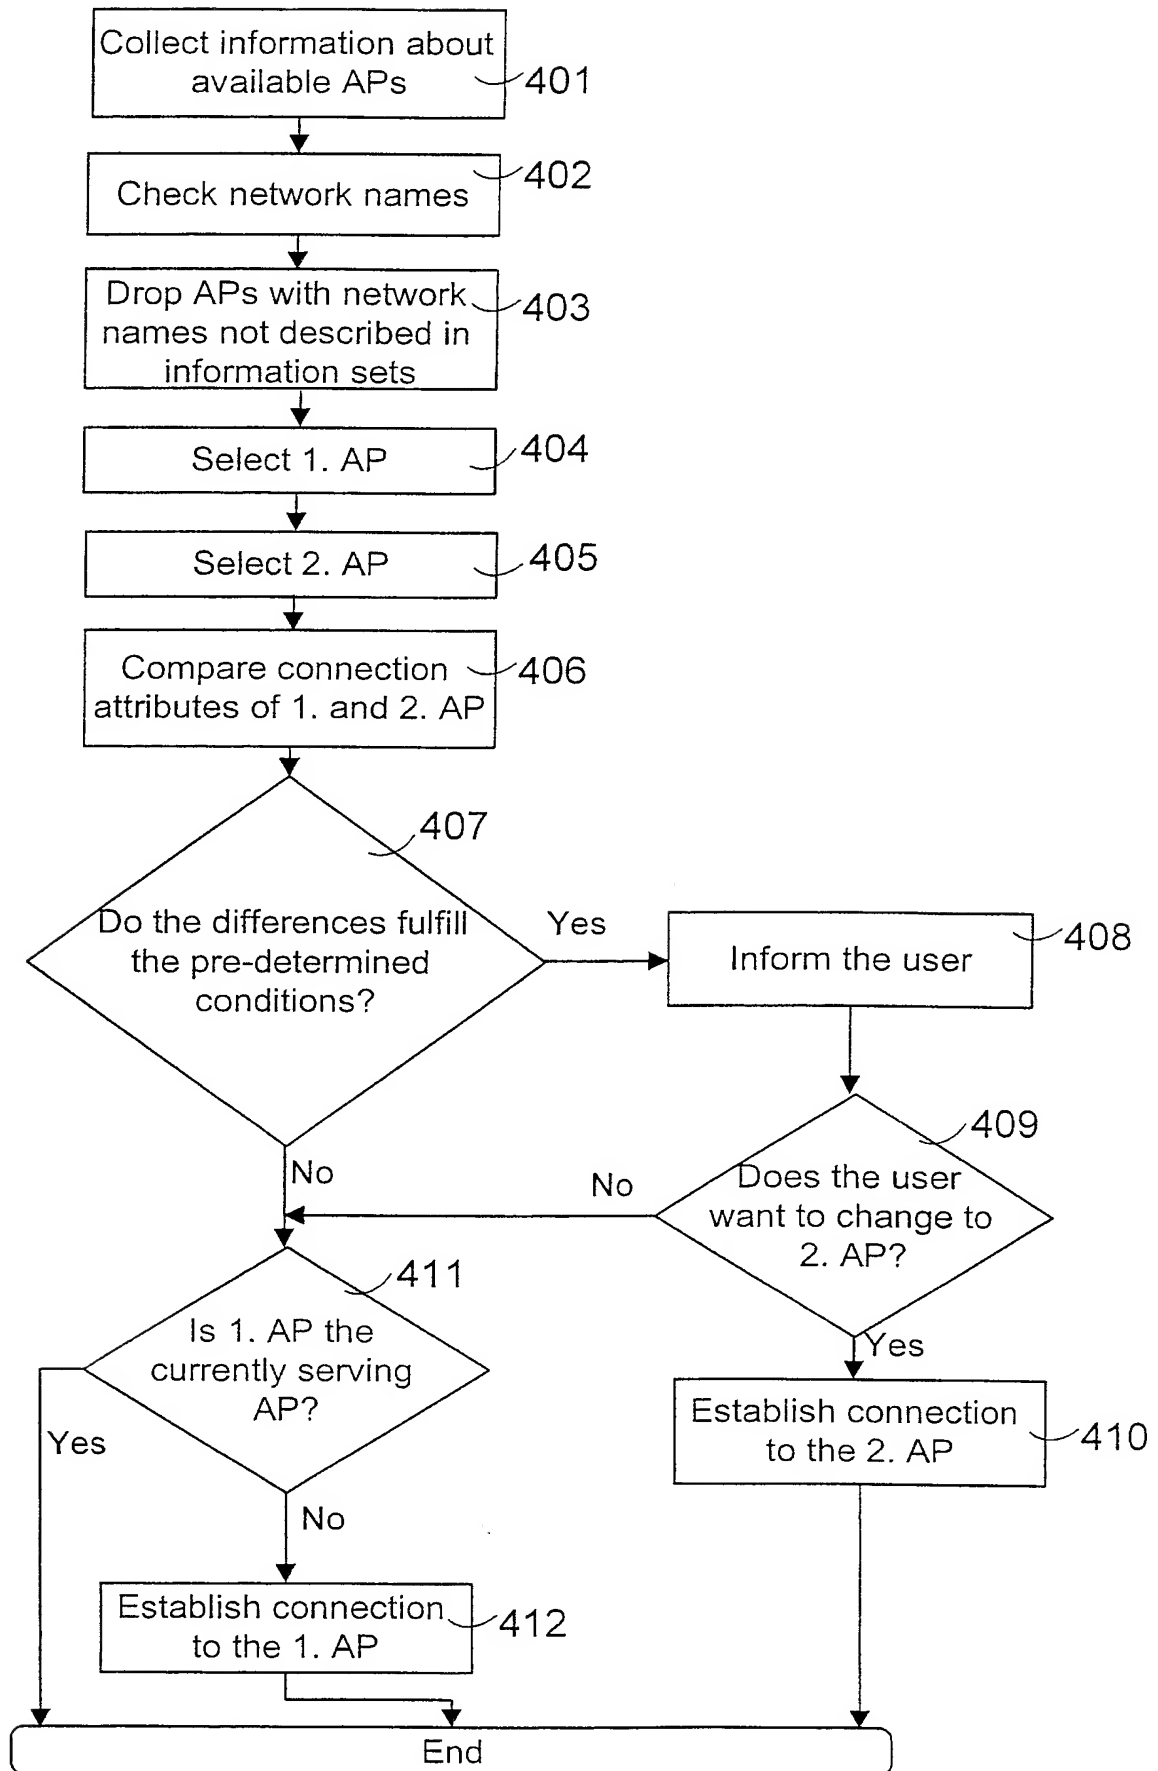 Collect information about
available APs
401
402
Check network names
Drop APs with network
names not described in
information sets
403
Select 1. AP
404
Select 2. AP
405
Compare connection
attributes of 1. and 2. AP
406
407
Do the differences fulfill
the pre-determined
conditions?
Yes
Inform the user
408
409
No
No
Does the user
want to change to
2. AP?
411
Is 1. AP the
currently serving
AP?
Yes
Yes
Establish connection
to the 2. AP
410
No
Establish connection
to the 1. AP
412
End